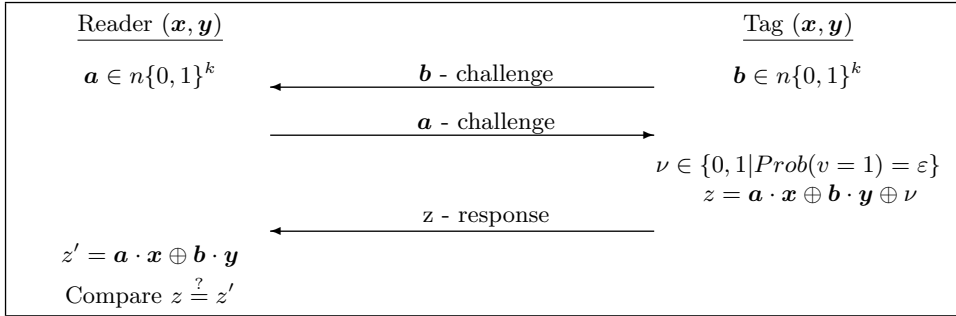 Reader (x, y) Tag (x, y)
a ∈ n{0, 1}^k b - challenge b ∈ n{0, 1}^k
a - challenge
ν ∈ {0, 1|Prob(v = 1) = ε}
z = a · x ⊕ b · y ⊕ ν
z - response
z′ = a · x ⊕ b · y
Compare z ≟ z′